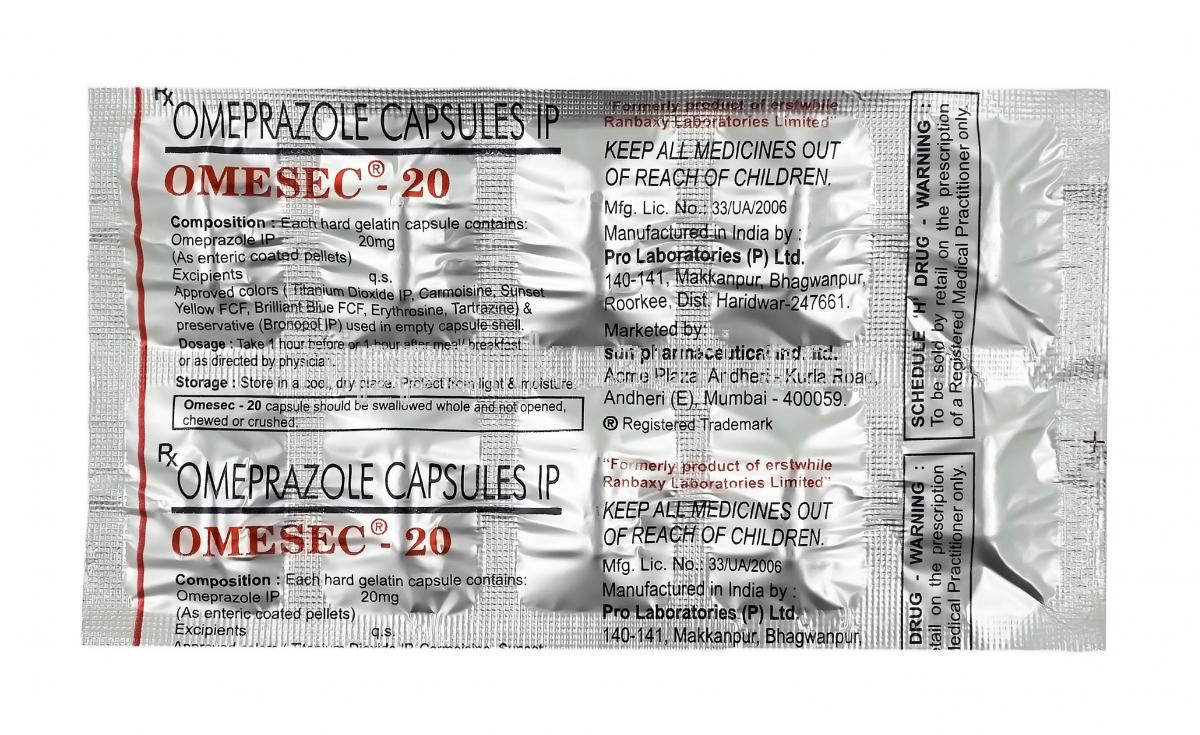 Rx
OMEPRAZOLE CAPSULES IP
OMESEC® - 20
Composition : Each hard gelatin capsule contains:
Omeprazole IP 20mg
(As enteric coated pellets)
Excipients q.s.
Approved colors ( Titanium Dioxide IP, Carmoisine, Sunset
Yellow FCF, Brilliant Blue FCF, Erythrosine, Tartrazine) &
preservative (Bronopol IP) used in empty capsule shell.
Dosage : Take 1 hour before or 1 hour after meal/ breakfast
or as directed by physician.
Storage : Store in a cool, dry place. Protect from light & moisture.
Omesec - 20 capsule should be swallowed whole and not opened,
chewed or crushed.
"Formerly product of erstwhile
Ranbaxy Laboratories Limited"
KEEP ALL MEDICINES OUT
OF REACH OF CHILDREN.
Mfg. Lic. No.: 33/UA/2006
Manufactured in India by :
Pro Laboratories (P) Ltd.
140-141, Makkanpur, Bhagwanpur,
Roorkee, Dist. Haridwar-247661.
Marketed by:
sun pharmaceutical ind. ltd.
Acme Plaza, Andheri - Kurla Road,
Andheri (E), Mumbai - 400059.
® Registered Trademark
SCHEDULE 'H' DRUG - WARNING :
To be sold by retail on the prescription
of a Registered Medical Practitioner only.
Rx
OMEPRAZOLE CAPSULES IP
OMESEC® - 20
Composition : Each hard gelatin capsule contains:
Omeprazole IP 20mg
(As enteric coated pellets)
Excipients q.s.
"Formerly product of erstwhile
Ranbaxy Laboratories Limited"
KEEP ALL MEDICINES OUT
OF REACH OF CHILDREN.
Mfg. Lic. No.: 33/UA/2006
Manufactured in India by :
Pro Laboratories (P) Ltd.
140-141, Makkanpur, Bhagwanpur,
DRUG - WARNING :
etail on the prescription
Medical Practitioner only.